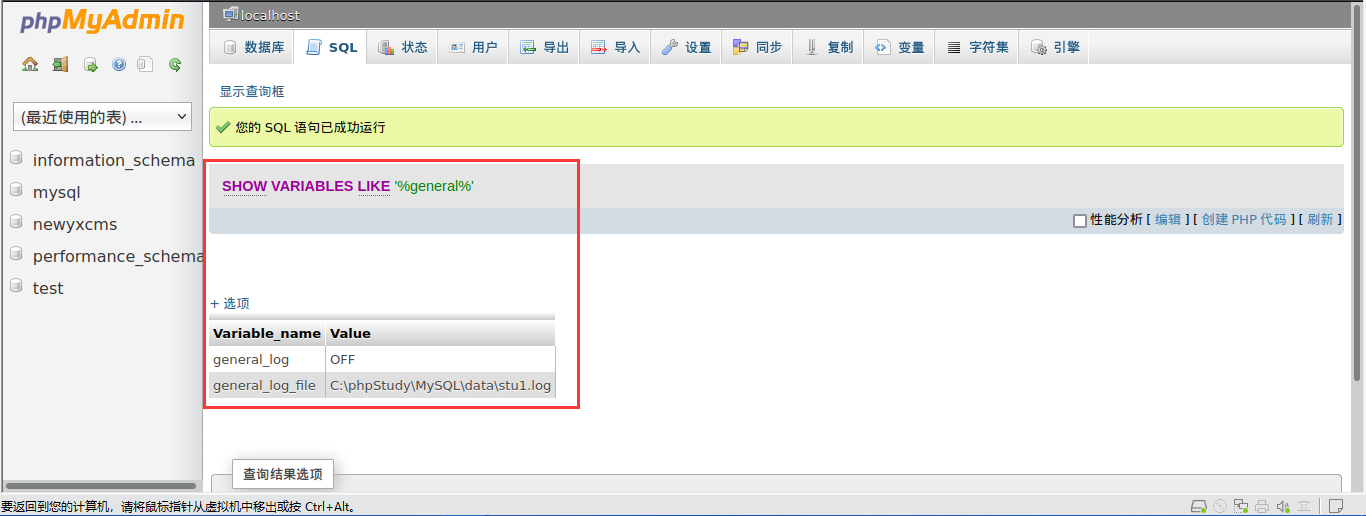 phpMyAdmin
localhost
数据库 SQL 状态 用户 导出 导入 设置 同步 复制 变量 字符集 引擎
显示查询框
(最近使用的表) ...
您的 SQL 语句已成功运行
information_schema
mysql
newyxcms
performance_schema
test
SHOW VARIABLES LIKE '%general%'
性能分析 [ 编辑 ] [ 创建 PHP 代码 ] [ 刷新 ]
+ 选项
Variable_name Value
general_log OFF
general_log_file C:\phpStudy\MySQL\data\stu1.log
查询结果选项
要返回到您的计算机，请将鼠标指针从虚拟机中移出或按 Ctrl+Alt。